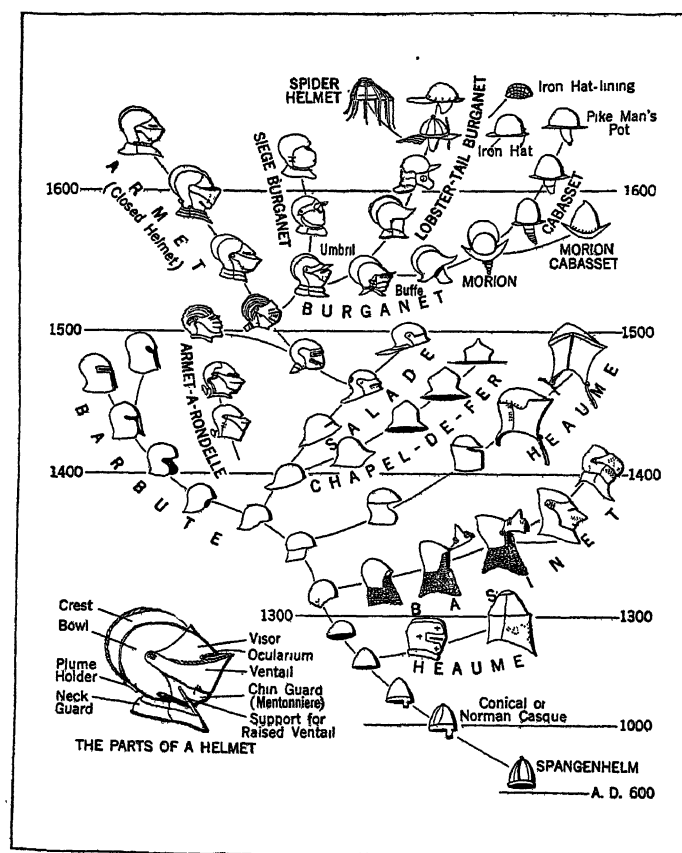 SPIDER
HELMET
Iron Hat-lining
Pike Man's
Pot
Iron Hat
LOBSTER-TAIL BURGANET
SIEGE BURGANET
ARMET
(Closed Helmet)
1600
1600
CABASSET
MORION
CABASSET
MORION
Umbril
Buffe
BURGANET
1500
1500
ARMET-A-RONDELLE
BARBUTE
SALADE
CHAPEL-DE-FER
HEAUME
1400
1400
BASINET
1300
1300
HEAUME
Crest
Bowl
Plume
Holder
Neck
Guard
Visor
Ocularium
Ventail
Chin Guard
(Mentonniere)
Support for
Raised Ventail
THE PARTS OF A HELMET
Conical or
Norman Casque
1000
SPANGENHELM
A.D. 600